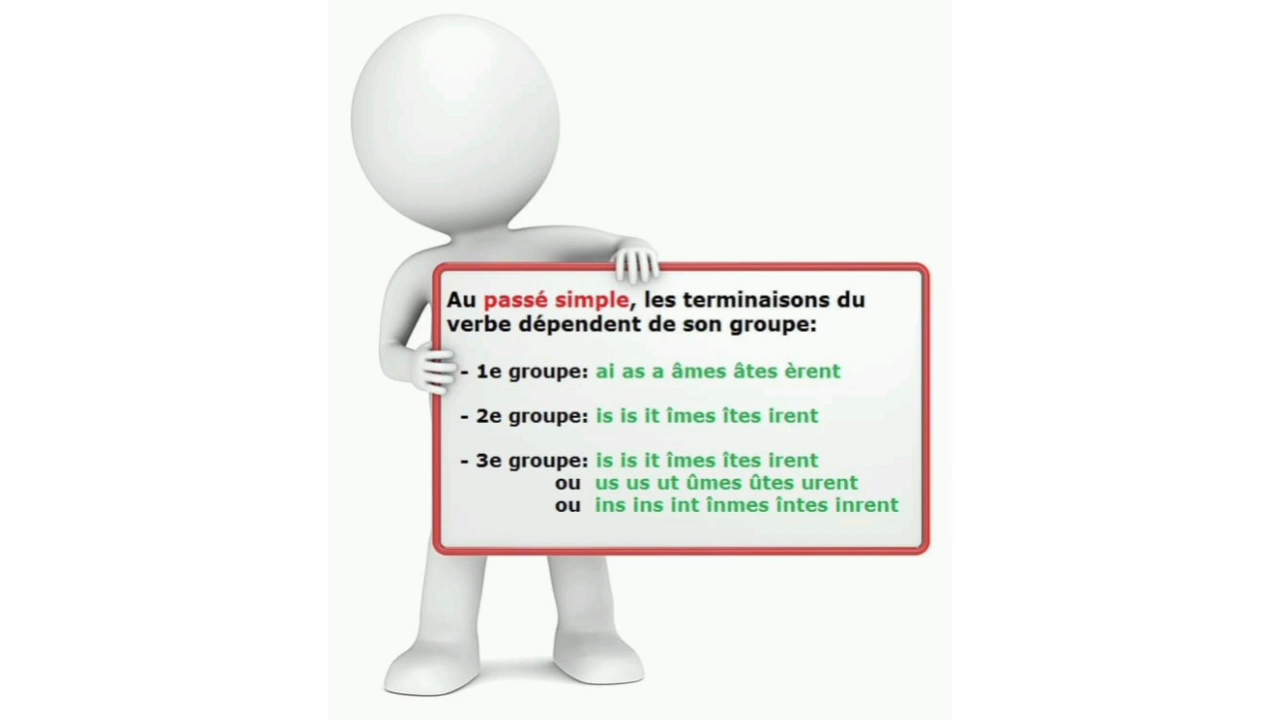 Au passé simple, les terminaisons du
verbe dépendent de son groupe:
- 1e groupe: ai as a âmes âtes èrent
- 2e groupe: is is it îmes îtes irent
- 3e groupe: is is it îmes îtes irent
ou us us ut ûmes ûtes urent
ou ins ins int înmes întes inrent